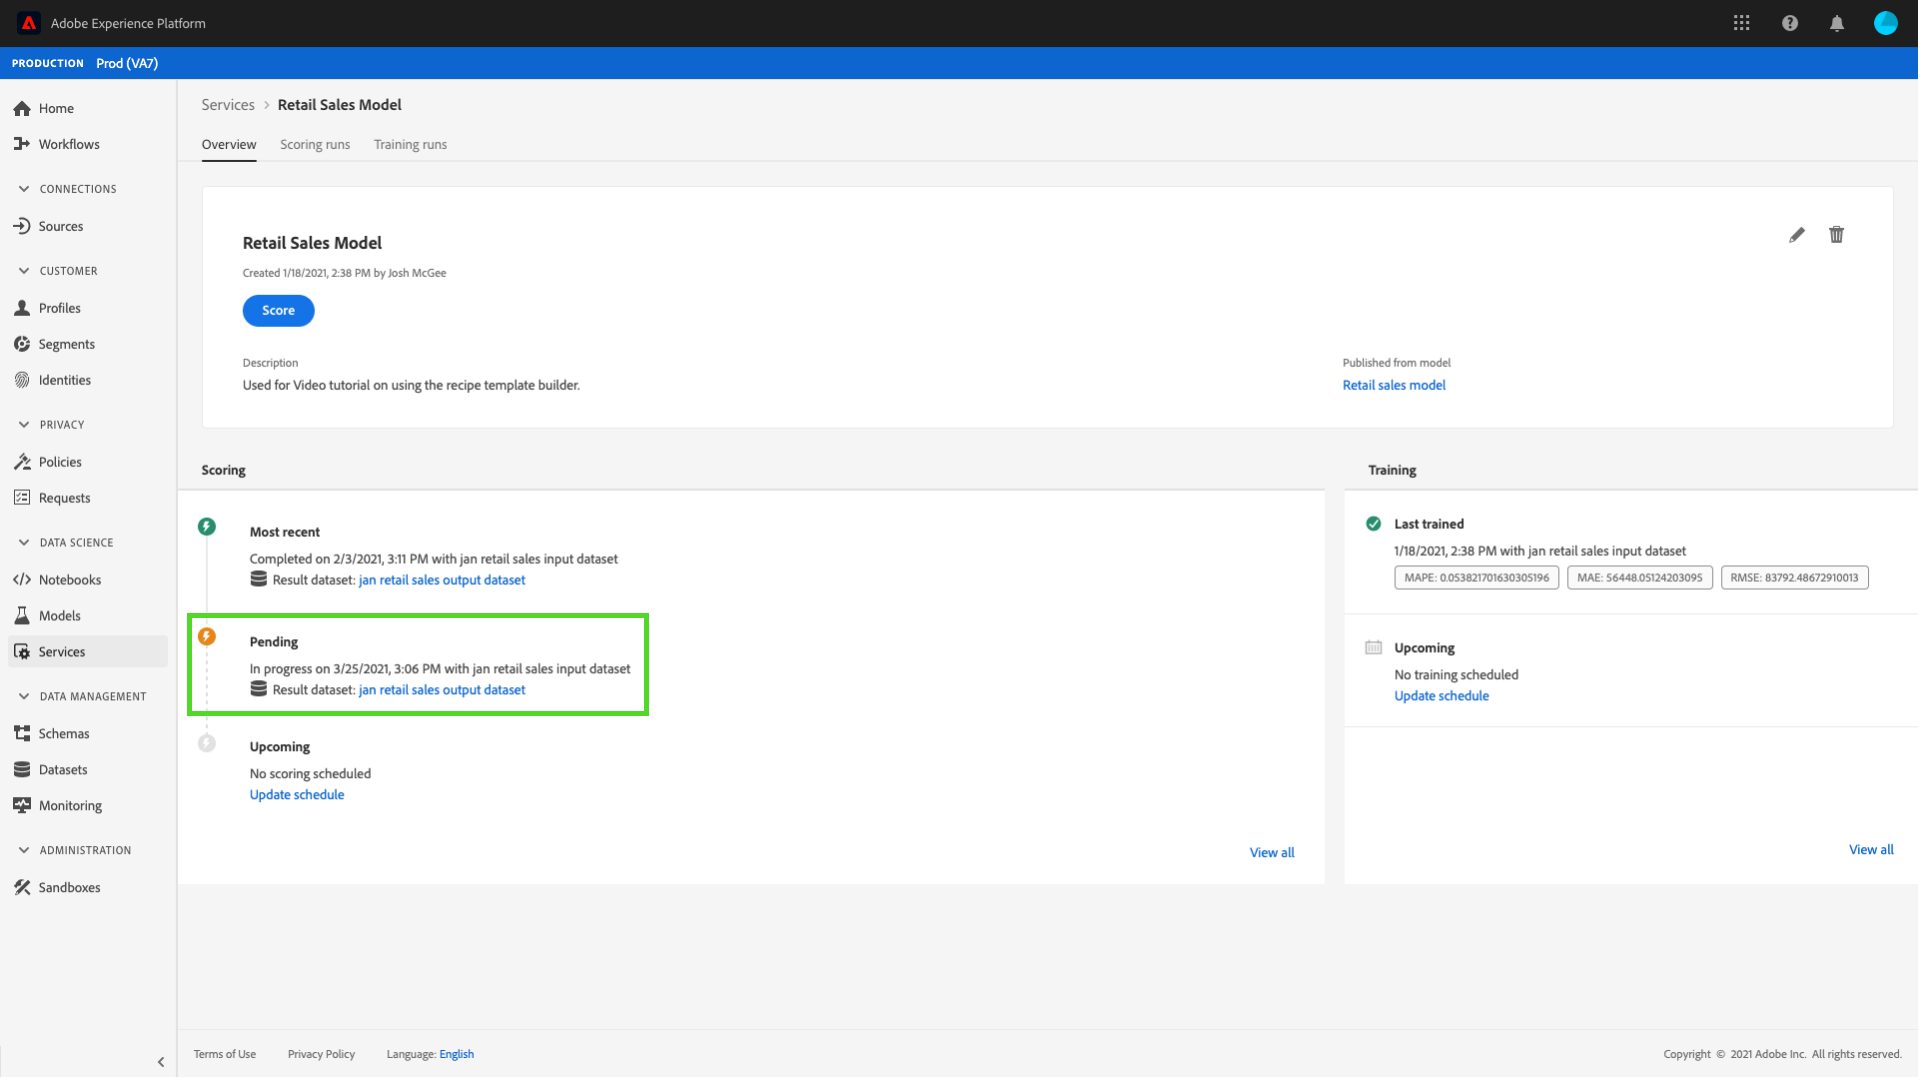 Adobe Experience Platform
PRODUCTION Prod (VA7)
Home
Workflows
CONNECTIONS
Sources
CUSTOMER
Profiles
Segments
Identities
PRIVACY
Policies
Requests
DATA SCIENCE
Notebooks
Models
Services
DATA MANAGEMENT
Schemas
Datasets
Monitoring
ADMINISTRATION
Sandboxes
Services > Retail Sales Model
Overview Scoring runs Training runs
Retail Sales Model
Created 1/18/2021, 2:38 PM by Josh McGee
Score
Description
Used for Video tutorial on using the recipe template builder.
Published from model
Retail sales model
Scoring
Most recent
Completed on 2/3/2021, 3:11 PM with jan retail sales input dataset
Result dataset: jan retail sales output dataset
Pending
In progress on 3/25/2021, 3:06 PM with jan retail sales input dataset
Result dataset: jan retail sales output dataset
Upcoming
No scoring scheduled
Update schedule
View all
Training
Last trained
1/18/2021, 2:38 PM with jan retail sales input dataset
MAPE: 0.053821701630305196 MAE: 56448.05124203095 RMSE: 83792.48672910013
Upcoming
No training scheduled
Update schedule
View all
Terms of Use Privacy Policy Language: English
Copyright © 2021 Adobe Inc. All rights reserved.